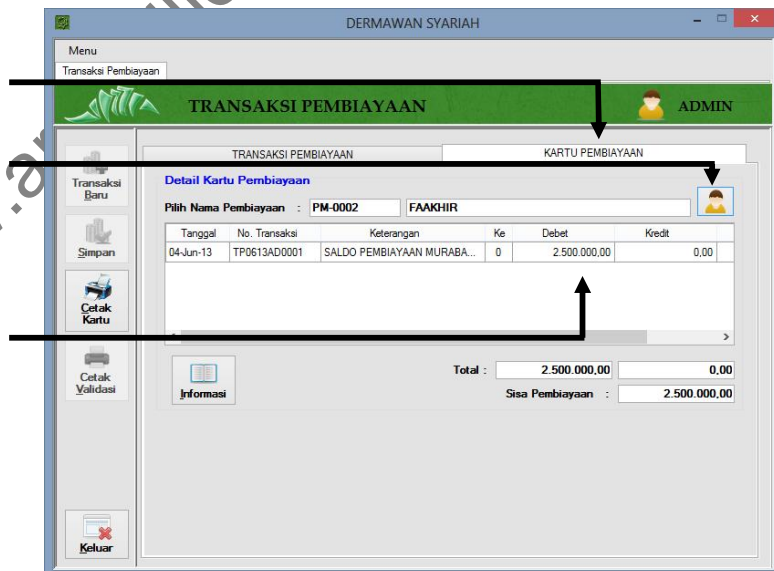 DERMAWAN SYARIAH
Menu
Transaksi Pembiayaan
TRANSAKSI PEMBIAYAAN
ADMIN
TRANSAKSI PEMBIAYAAN KARTU PEMBIAYAAN
Transaksi Baru
Simpan
Cetak Kartu
Cetak Validasi
Keluar
Detail Kartu Pembiayaan
Pilih Nama Pembiayaan : PM-0002 FAAKHIR
Tanggal No. Transaksi Keterangan Ke Debet Kredit
04-Jun-13 TP0613AD0001 SALDO PEMBIAYAAN MURABA... 0 2.500.000,00 0,00
Informasi
Total : 2.500.000,00 0,00
Sisa Pembiayaan : 2.500.000,00